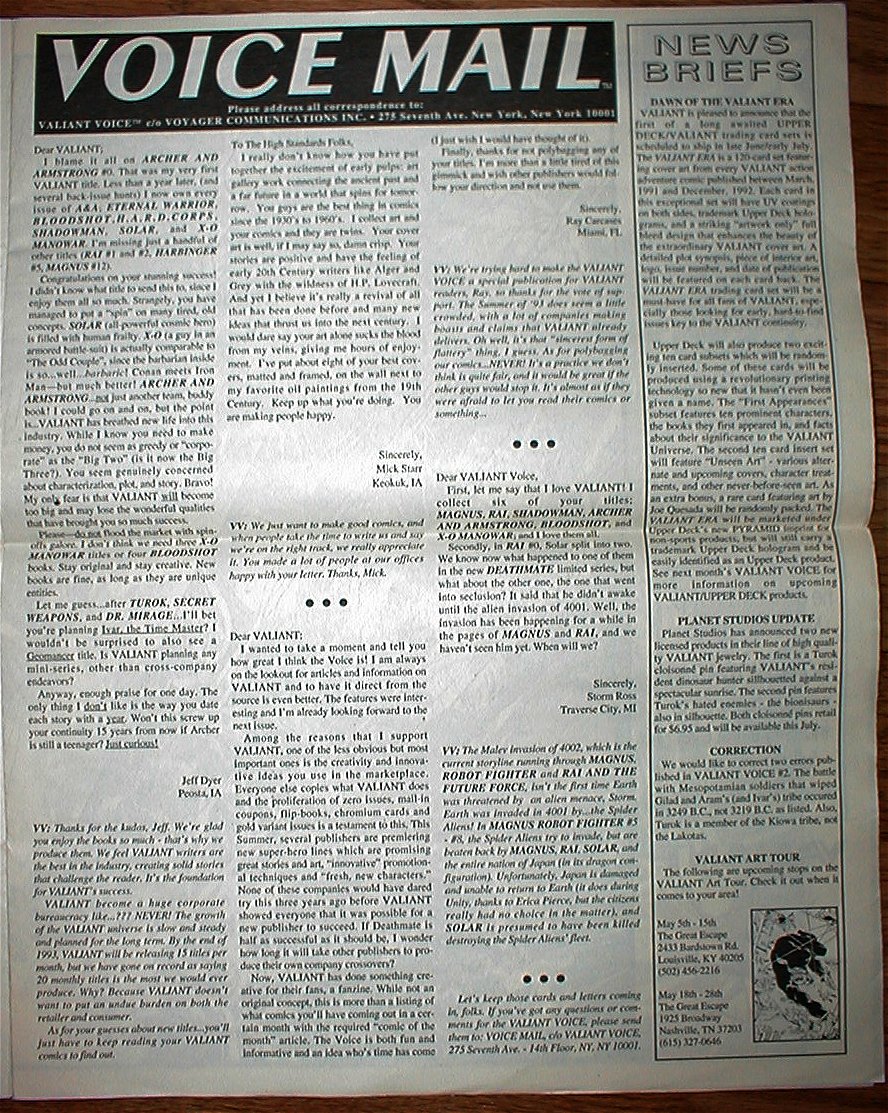 VOICE MAIL™
Please address all correspondence to:
VALIANT VOICE™ c/o VOYAGER COMMUNICATIONS INC. • 275 Seventh Ave. New York, New York 10001
Dear VALIANT;
I blame it all on ARCHER AND
ARMSTRONG #0. That was my very first
VALIANT title. Less than a year later, (and
several back-issue hunts) I now own every
issue of A&A, ETERNAL WARRIOR,
BLOODSHOT, H.A.R.D.CORPS,
SHADOWMAN, SOLAR, and X-O
MANOWAR. I'm missing just a handful of
other titles (RAI #1 and #2, HARBINGER
#5, MAGNUS #12).
Congratulations on your stunning success!
I didn't know what title to send this to, since I
enjoy them all so much. Strangely, you have
managed to put a "spin" on many tired, old
concepts. SOLAR (all-powerful cosmic hero)
is filled with human frailty. X-O (a guy in an
armored battle-suit) is actually comparable to
"The Odd Couple", since the barbarian inside
is so...well...barbaric! Conan meets Iron
Man—but much better! ARCHER AND
ARMSTRONG...not just another team, buddy
book! I could go on and on, but the point
is...VALIANT has breathed new life into this
industry. While I know you need to make
money, you do not seem as greedy or "corpo-
rate" as the "Big Two" (is it now the Big
Three?). You seem genuinely concerned
about characterization, plot, and story. Bravo!
My only fear is that VALIANT will become
too big and may lose the wonderful qualities
that have brought you so much success.
Please—do not flood the market with spin-
offs galore. I don't think we need three X-O
MANOWAR titles or four BLOODSHOT
books. Stay original and stay creative. New
books are fine, as long as they are unique
entities.
Let me guess...after TUROK, SECRET
WEAPONS, and DR. MIRAGE...I'll bet
you're planning Ivar, the Time Master? I
wouldn't be surprised to also see a
Geomancer title. Is VALIANT planning any
mini-series, other than cross-company
endeavors?
Anyway, enough praise for one day. The
only thing I don't like is the way you date
each story with a year. Won't this screw up
your continuity 15 years from now if Archer
is still a teenager? Just curious!
Jeff Dyer
Peosta, IA
VV: Thanks for the kudos, Jeff. We're glad
you enjoy the books so much - that's why we
produce them. We feel VALIANT writers are
the best in the industry, creating solid stories
that challenge the reader. It's the foundation
for VALIANT's success.
VALIANT become a huge corporate
bureaucracy like...??? NEVER! The growth
of the VALIANT universe is slow and steady
and planned for the long term. By the end of
1993, VALIANT will be releasing 15 titles per
month, but we have gone on record as saying
20 monthly titles is the most we would ever
produce. Why? Because VALIANT doesn't
want to put an undue burden on both the
retailer and consumer.
As for your guesses about new titles...you'll
just have to keep reading your VALIANT
comics to find out.
To The High Standards Folks,
I really don't know how you have put
together the excitement of early pulps: art
gallery work connecting the ancient past and
a far future in a world that spins for tomor-
row. You guys are the best thing in comics
since the 1930's to 1960's. I collect art and
your comics and they are twins. Your cover
art is well, if I may say so, damn crisp. Your
stories are positive and have the feeling of
early 20th Century writers like Alger and
Grey with the wildness of H.P. Lovecraft.
And yet I believe it's really a revival of all
that has been done before and many new
ideas that thrust us into the next century. I
would dare say your art alone sucks the blood
from my veins, giving me hours of enjoy-
ment. I've put about eight of your best cov-
ers, matted and framed, on the wall next to
my favorite oil paintings from the 19th
Century. Keep up what you're doing. You
are making people happy.
Sincerely,
Mick Starr
Keokuk, IA
VV: We just want to make good comics, and
when people take the time to write us and say
we're on the right track, we really appreciate
it. You made a lot of people at our offices
happy with your letter. Thanks, Mick.
● ● ●
Dear VALIANT:
I wanted to take a moment and tell you
how great I think the Voice is! I am always
on the lookout for articles and information on
VALIANT and to have it direct from the
source is even better. The features were inter-
esting and I'm already looking forward to the
next issue.
Among the reasons that I support
VALIANT, one of the less obvious but most
important ones is the creativity and innova-
tive ideas you use in the marketplace.
Everyone else copies what VALIANT does
and the proliferation of zero issues, mail-in
coupons, flip-books, chromium cards and
gold variant issues is a testament to this. This
Summer, several publishers are premiering
new super-hero lines which are promising
great stories and art, "innovative" promotion-
al techniques and "fresh, new characters."
None of these companies would have dared
try this three years ago before VALIANT
showed everyone that it was possible for a
new publisher to succeed. If Deathmate is
half as successful as it should be, I wonder
how long it will take other publishers to pro-
duce their own company crossovers?
Now, VALIANT has done something cre-
ative for their fans, a fanzine. While not an
original concept, this is more than a listing of
what comics you'll have coming out in a cer-
tain month with the required "comic of the
month" article. The Voice is both fun and
informative and an idea who's time has come
(I just wish I would have thought of it).
Finally, thanks for not polybagging any of
your titles. I'm more than a little tired of this
gimmick and wish other publishers would fol-
low your direction and not use them.
Sincerely,
Ray Carcases
Miami, FL
VV: We're trying hard to make the VALIANT
VOICE a special publication for VALIANT
readers, Ray, so thanks for the vote of sup-
port. The Summer of '93 does seem a little
crowded, with a lot of companies making
boasts and claims that VALIANT already
delivers. Oh well, it's that "sincerest form of
flattery" thing, I guess. As for polybagging
our comics...NEVER! It's a practice we don't
think is quite fair, and it would be great if the
other guys would stop it. It's almost as if they
were afraid to let you read their comics or
something...
● ● ●
Dear VALIANT Voice,
First, let me say that I love VALIANT! I
collect six of your titles;
MAGNUS, RAI, SHADOWMAN, ARCHER
AND ARMSTRONG, BLOODSHOT, and
X-O MANOWAR; and I love them all.
Secondly, in RAI #0, Solar split into two.
We know now what happened to one of them
in the new DEATHMATE limited series, but
what about the other one, the one that went
into seclusion? It said that he didn't awake
until the alien invasion of 4001. Well, the
invasion has been happening for a while in
the pages of MAGNUS and RAI, and we
haven't seen him yet. When will we?
Sincerely,
Storm Ross
Traverse City, MI
VV: The Malev invasion of 4002, which is the
current storyline running through MAGNUS,
ROBOT FIGHTER and RAI AND THE
FUTURE FORCE, isn't the first time Earth
was threatened by an alien menace, Storm.
Earth was invaded in 4001 by...the Spider
Aliens! In MAGNUS ROBOT FIGHTER #5
- #8, the Spider Aliens try to invade, but are
beaten back by MAGNUS, RAI, SOLAR, and
the entire nation of Japan (in its dragon con-
figuration). Unfortunately, Japan is damaged
and unable to return to Earth (it does during
Unity, thanks to Erica Pierce, but the citizens
really had no choice in the matter), and
SOLAR is presumed to have been killed
destroying the Spider Aliens' fleet.
● ● ●
Let's keep those cards and letters coming
in, folks. If you've got any questions or com-
ments for the VALIANT VOICE, please send
them to: VOICE MAIL, c/o VALIANT VOICE,
275 Seventh Ave. - 14th Floor, NY, NY 10001.
NEWS
BRIEFS
DAWN OF THE VALIANT ERA
VALIANT is pleased to announce that the
first of a long awaited UPPER
DECK/VALIANT trading card sets is
scheduled to ship in late June/early July.
The VALIANT ERA is a 120-card set featur-
ing cover art from every VALIANT action
adventure comic published between March,
1991 and December, 1992. Each card in
this exceptional set will have UV coatings
on both sides, trademark Upper Deck holo-
grams, and a striking "artwork only" full
bleed design that enhances the beauty of
the extraordinary VALIANT cover art. A
detailed plot synopsis, piece of interior art,
logo, issue number, and date of publication
will be featured on each card back. The
VALIANT ERA trading card set will be a
must-have for all fans of VALIANT, espe-
cially those looking for early, hard-to-find
issues key to the VALIANT continuity.
Upper Deck will also produce two excit-
ing ten card subsets which will be random-
ly inserted. Some of these cards will be
produced using a revolutionary printing
technology so new that it hasn't even been
given a name. The "First Appearances"
subset features ten prominent characters,
the books they first appeared in, and facts
about their significance to the VALIANT
Universe. The second ten card insert set
will feature "Unseen Art" - various alter-
nate and upcoming covers, character treat-
ments, and other never-before-seen art. As
an extra bonus, a rare card featuring art by
Joe Quesada will be randomly packed. The
VALIANT ERA will be marketed under
Upper Deck's new PYRAMID imprint for
non-sports products, but will still carry a
trademark Upper Deck hologram and be
easily identified as an Upper Deck product.
See next month's VALIANT VOICE for
more information on upcoming
VALIANT/UPPER DECK products.
PLANET STUDIOS UPDATE
Planet Studios has announced two new
licensed products in their line of high quali-
ty VALIANT jewelry. The first is a Turok
cloisonné pin featuring VALIANT's resi-
dent dinosaur hunter sillhouetted against a
spectacular sunrise. The second pin features
Turok's hated enemies - the bionisaurs -
also in silhouette. Both cloisonné pins retail
for $6.95 and will be available this July.
CORRECTION
We would like to correct two errors pub-
lished in VALIANT VOICE #2. The battle
with Mesopotamian soldiers that wiped
Gilad and Aram's (and Ivar's) tribe occured
in 3249 B.C., not 3219 B.C. as listed. Also,
Turok is a member of the Kiowa tribe, not
the Lakotas.
VALIANT ART TOUR
The following are upcoming stops on the
VALIANT Art Tour. Check it out when it
comes to your area!
May 5th - 15th
The Great Escape
2433 Bardstown Rd.
Louisville, KY 40205
(502) 456-2216
May 18th - 28th
The Great Escape
1925 Broadway
Nashville, TN 37203
(615) 327-0646